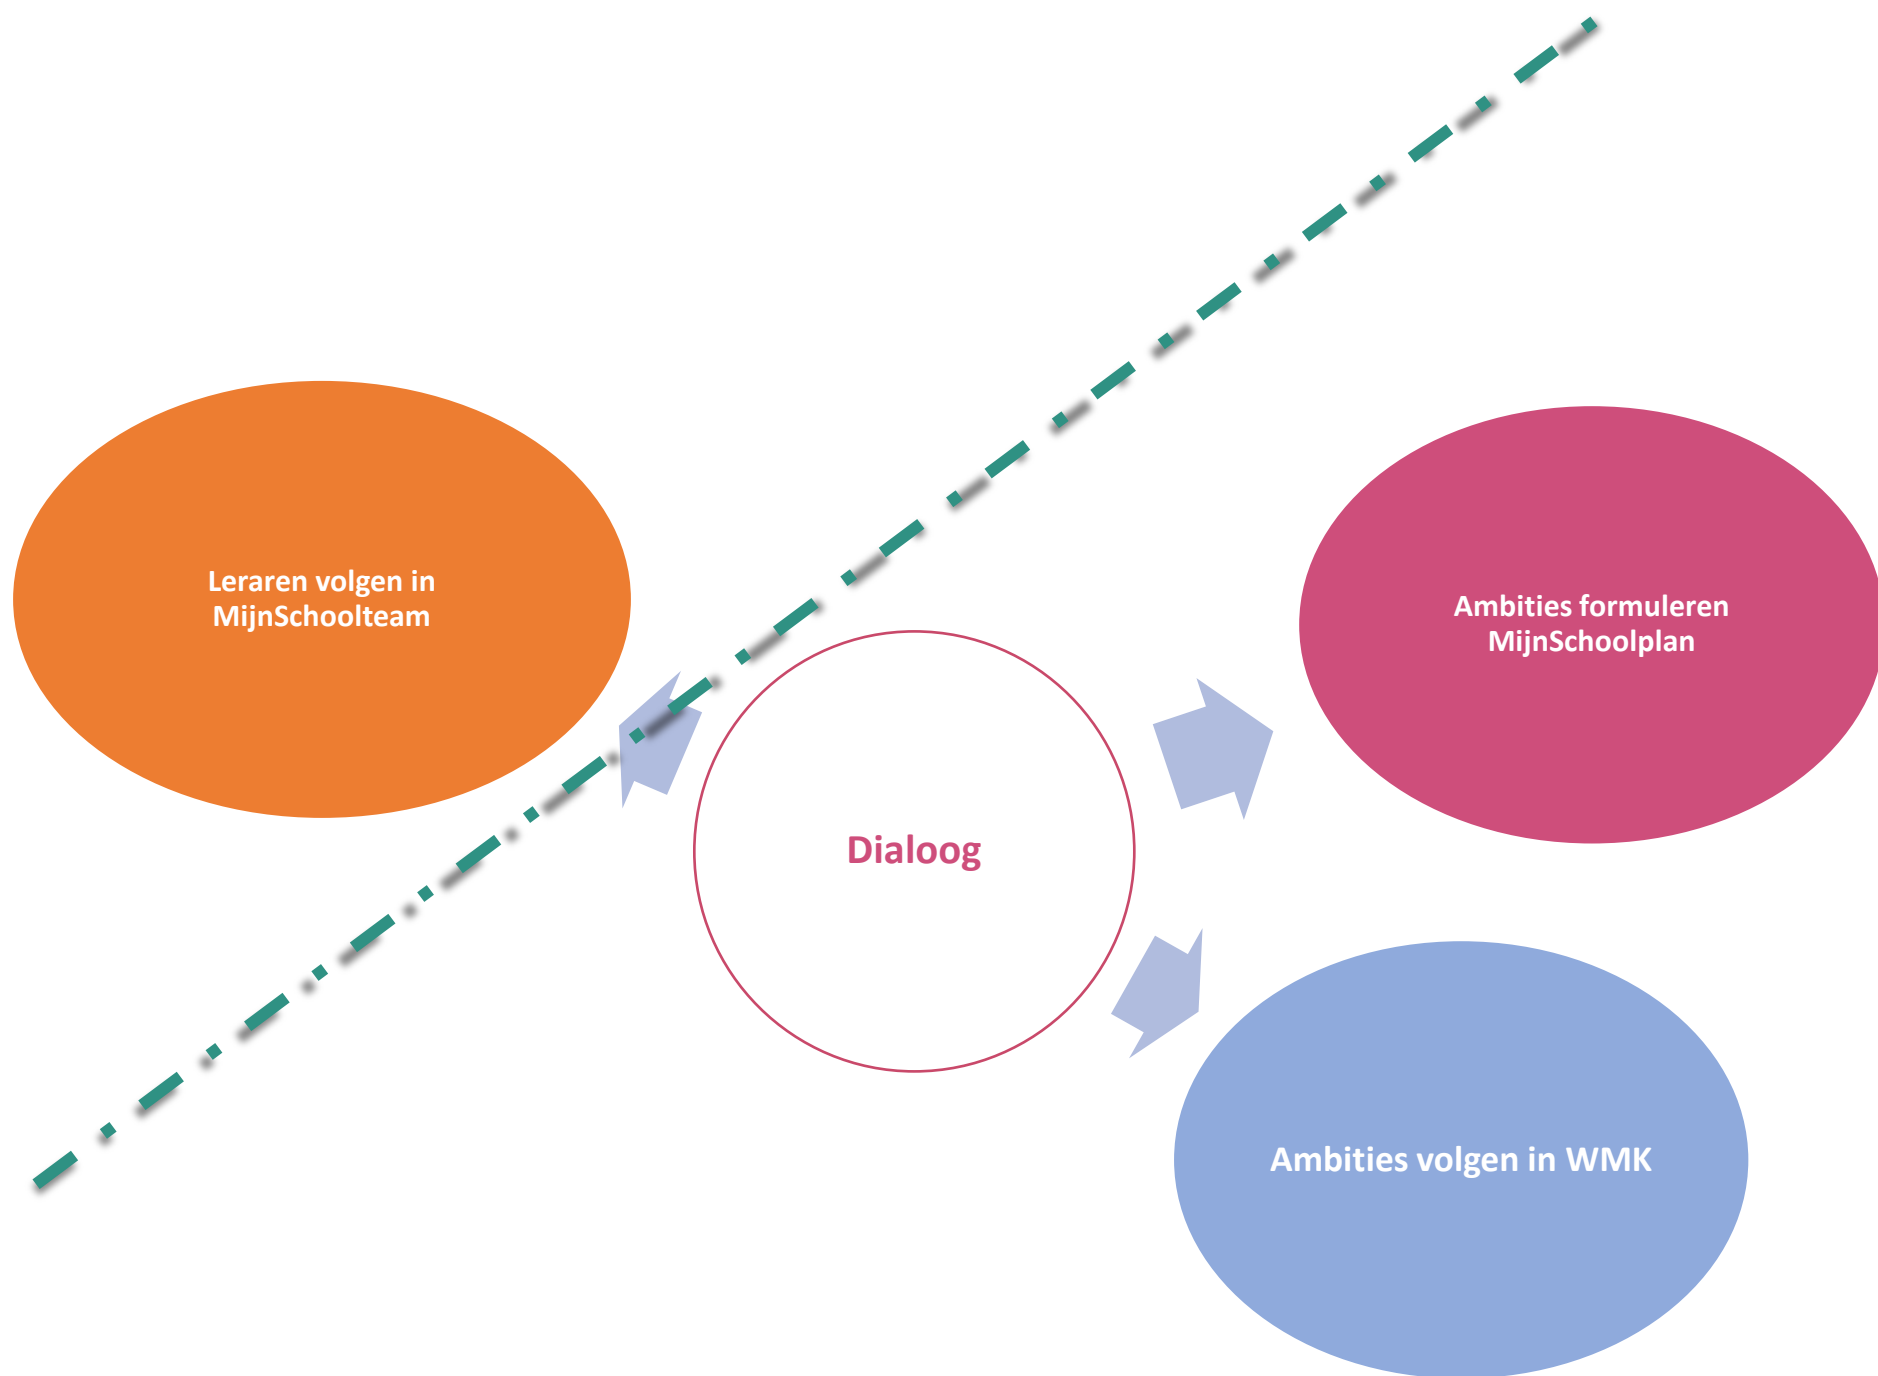 Leraren volgen in
MijnSchoolteam
Ambities formuleren
MijnSchoolplan
Dialoog
Ambities volgen in WMK